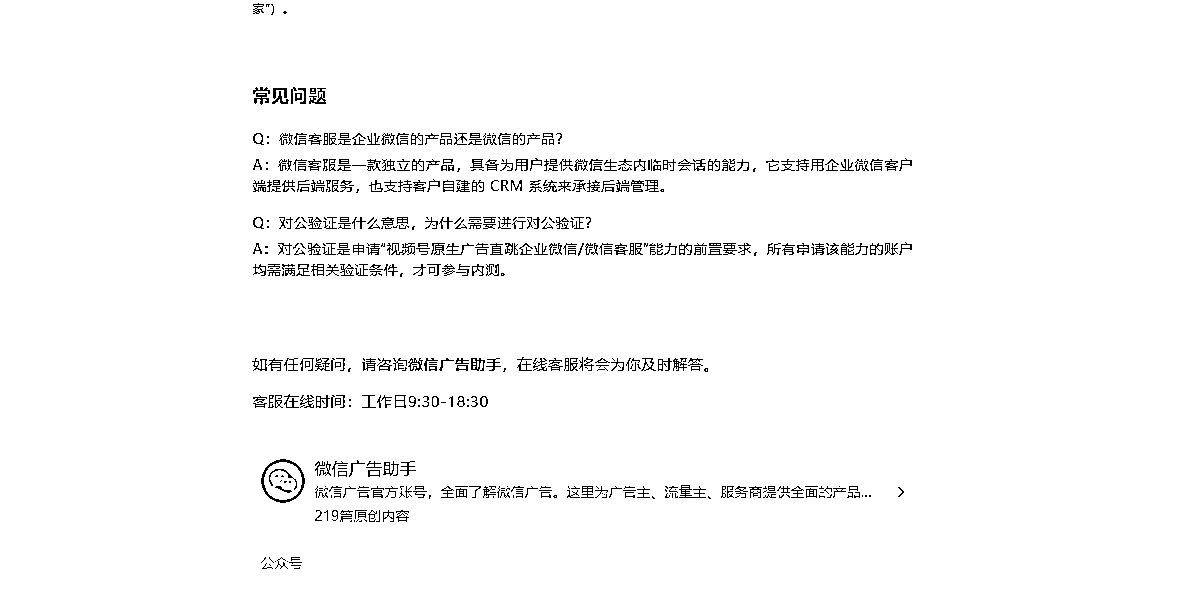 家”）。
常见问题
Q：微信客服是企业微信的产品还是微信的产品？
A：微信客服是一款独立的产品，具备为用户提供微信生态内临时会话的能力，它支持用企业微信客户
端提供后端服务，也支持客户自建的 CRM 系统来承接后端管理。
Q：对公验证是什么意思，为什么需要进行对公验证？
A：对公验证是申请“视频号原生广告直跳企业微信/微信客服”能力的前置要求，所有申请该能力的账户
均需满足相关验证条件，才可参与内测。
如有任何疑问，请咨询微信广告助手，在线客服将会为你及时解答。
客服在线时间：工作日9:30-18:30
微信广告助手
微信广告官方账号，全面了解微信广告。这里为广告主、流量主、服务商提供全面的产品...
219篇原创内容
公众号